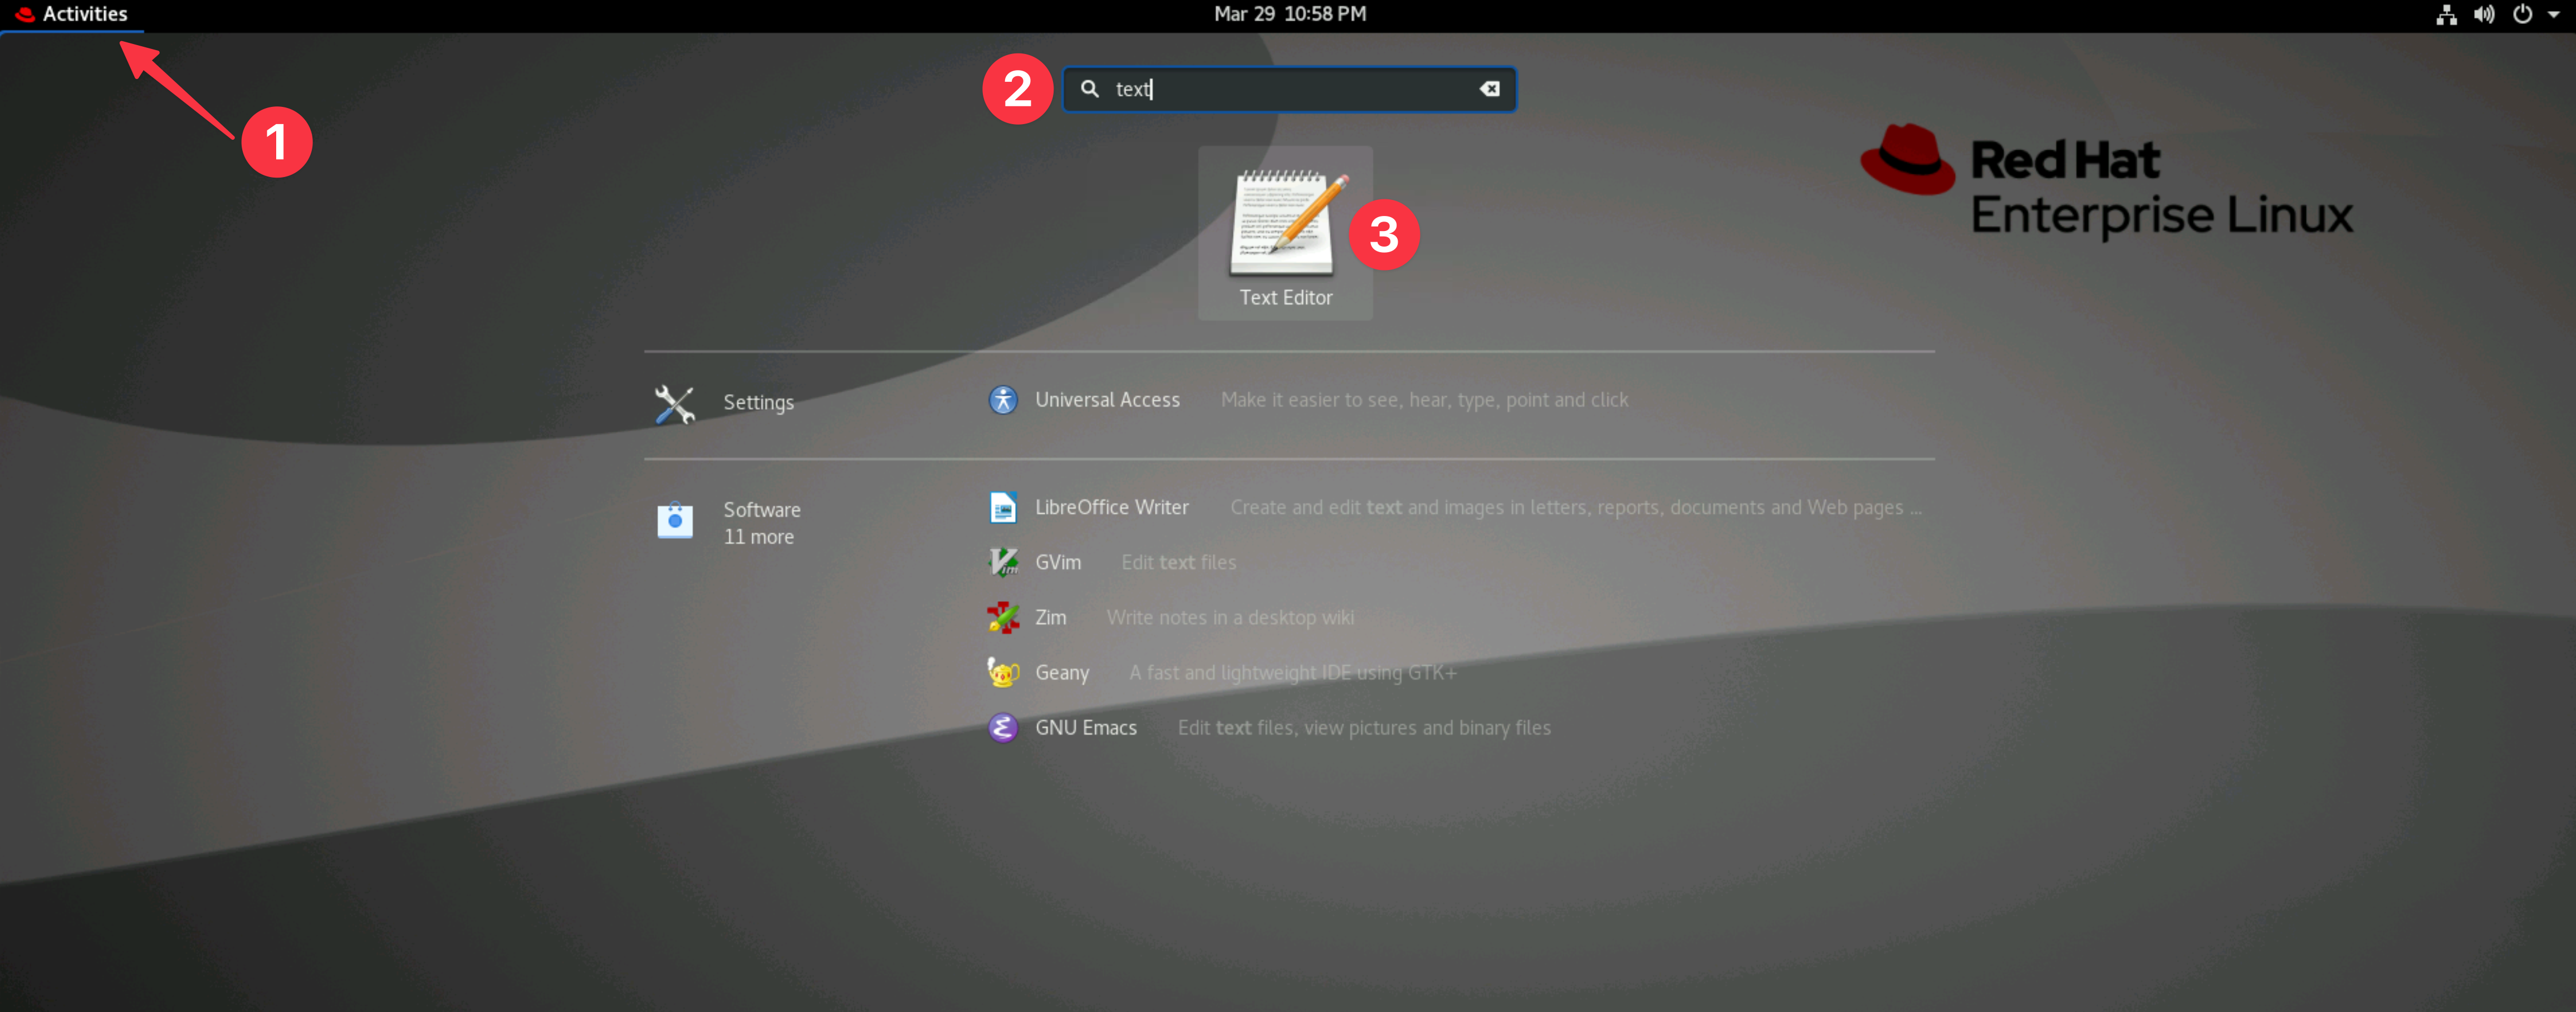 Activities
Mar 29 10:58 PM
1
2
text
Red Hat
Enterprise Linux
3
Text Editor
Settings
Universal Access Make it easier to see, hear, type, point and click
Software
11 more
LibreOffice Writer Create and edit text and images in letters, reports, documents and Web pages ...
GVim Edit text files
Zim Write notes in a desktop wiki
Geany A fast and lightweight IDE using GTK+
GNU Emacs Edit text files, view pictures and binary files